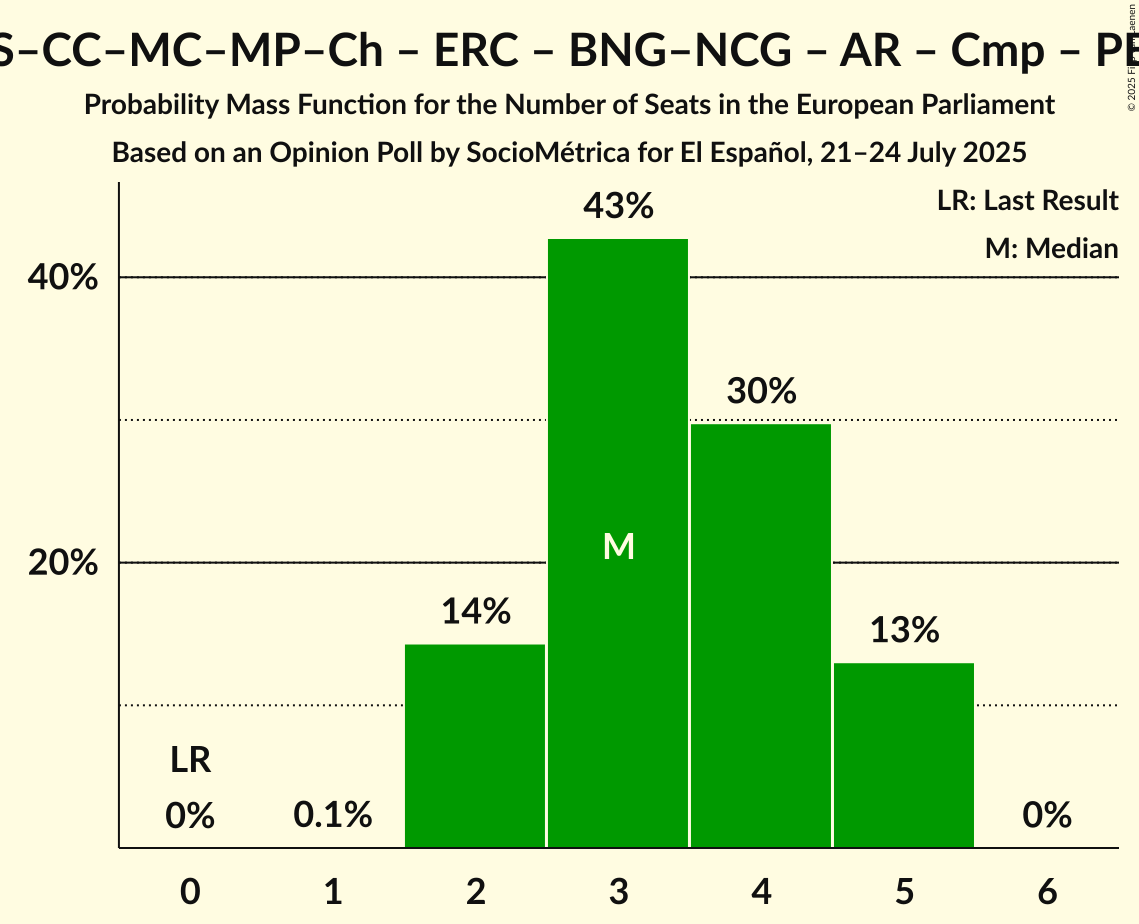 S–CC–MC–MP–Ch – ERC – BNG–NCG – AR – Cmp – 
Probability Mass Function for the Number of Seats in the European Parliament
Based on an Opinion Poll by SocioMétrica for El Español, 21–24 July 2025
© 2025
LR: Last Result
M: Median
43%
40%
30%
M
20%
14%
13%
LR
0%
0.1%
0%
0 1 2 3 4 5 6